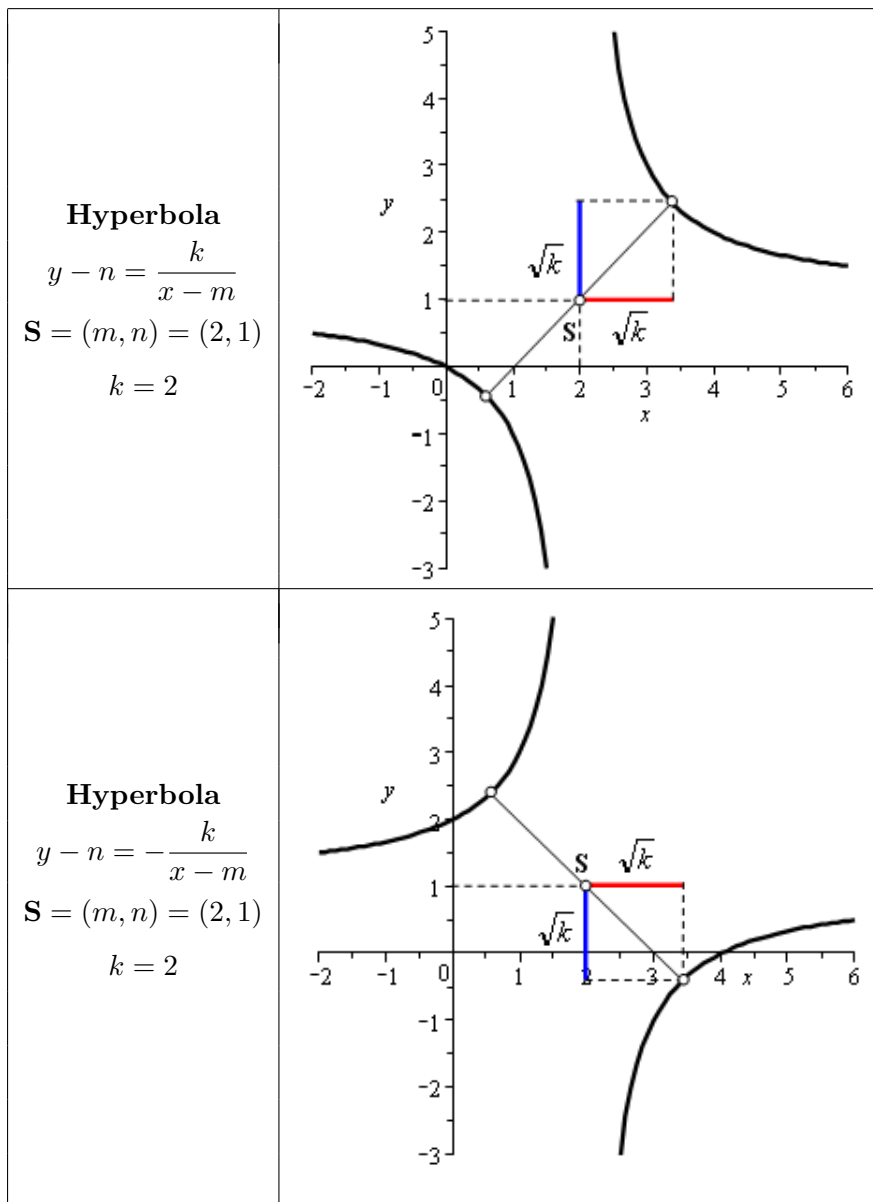 Hyperbola
y − n = k/(x − m)
S = (m, n) = (2, 1)
k = 2
5
4
3
y
2
√k
1
S √k
−2 −1 0 1 2 3 4 5 6
x
−1
−2
−3
Hyperbola
y − n = −k/(x − m)
S = (m, n) = (2, 1)
k = 2
5
4
3
y
2
S √k
1
√k
−2 −1 0 1 2 3 4 x 5 6
−1
−2
−3